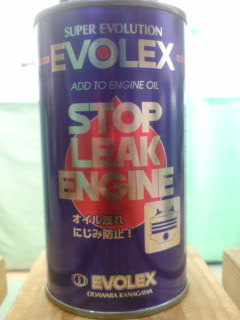 SUPER EVOLUTION
EVOLEX
ADD TO ENGINE OIL
STOP
LEAK
ENGINE
オイル洩れ
にじみ防止!
EVOLEX
ODAWARA KANAGAWA